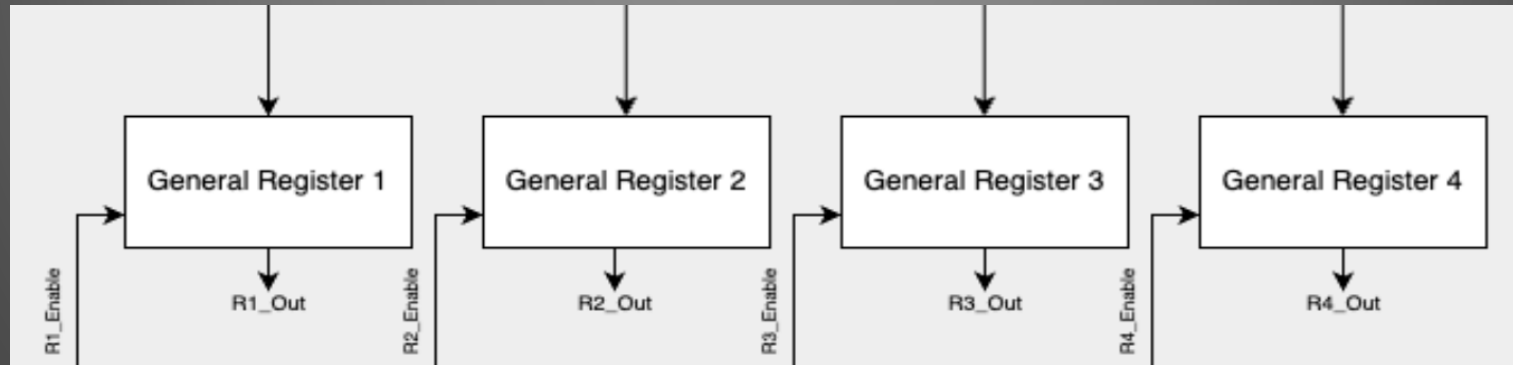 General Register 1
General Register 2
General Register 3
General Register 4
R1_Enable
R1_Out
R2_Enable
R2_Out
R3_Enable
R3_Out
R4_Enable
R4_Out